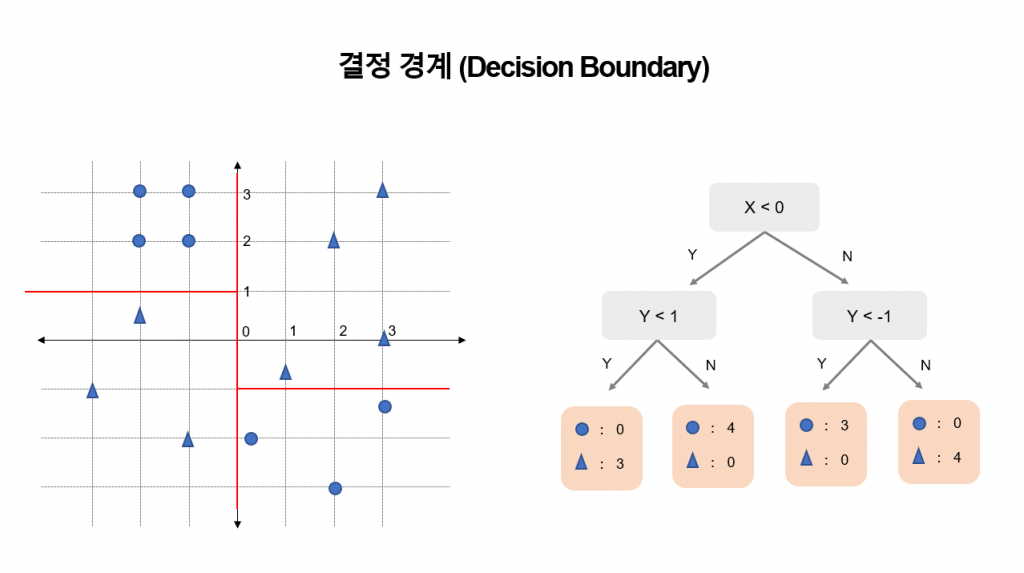 결정 경계 (Decision Boundary)
3
2
1
0
1
2
3
X < 0
Y
N
Y < 1
Y < -1
Y
N
Y
N
: 0
: 3
: 4
: 0
: 3
: 0
: 0
: 4